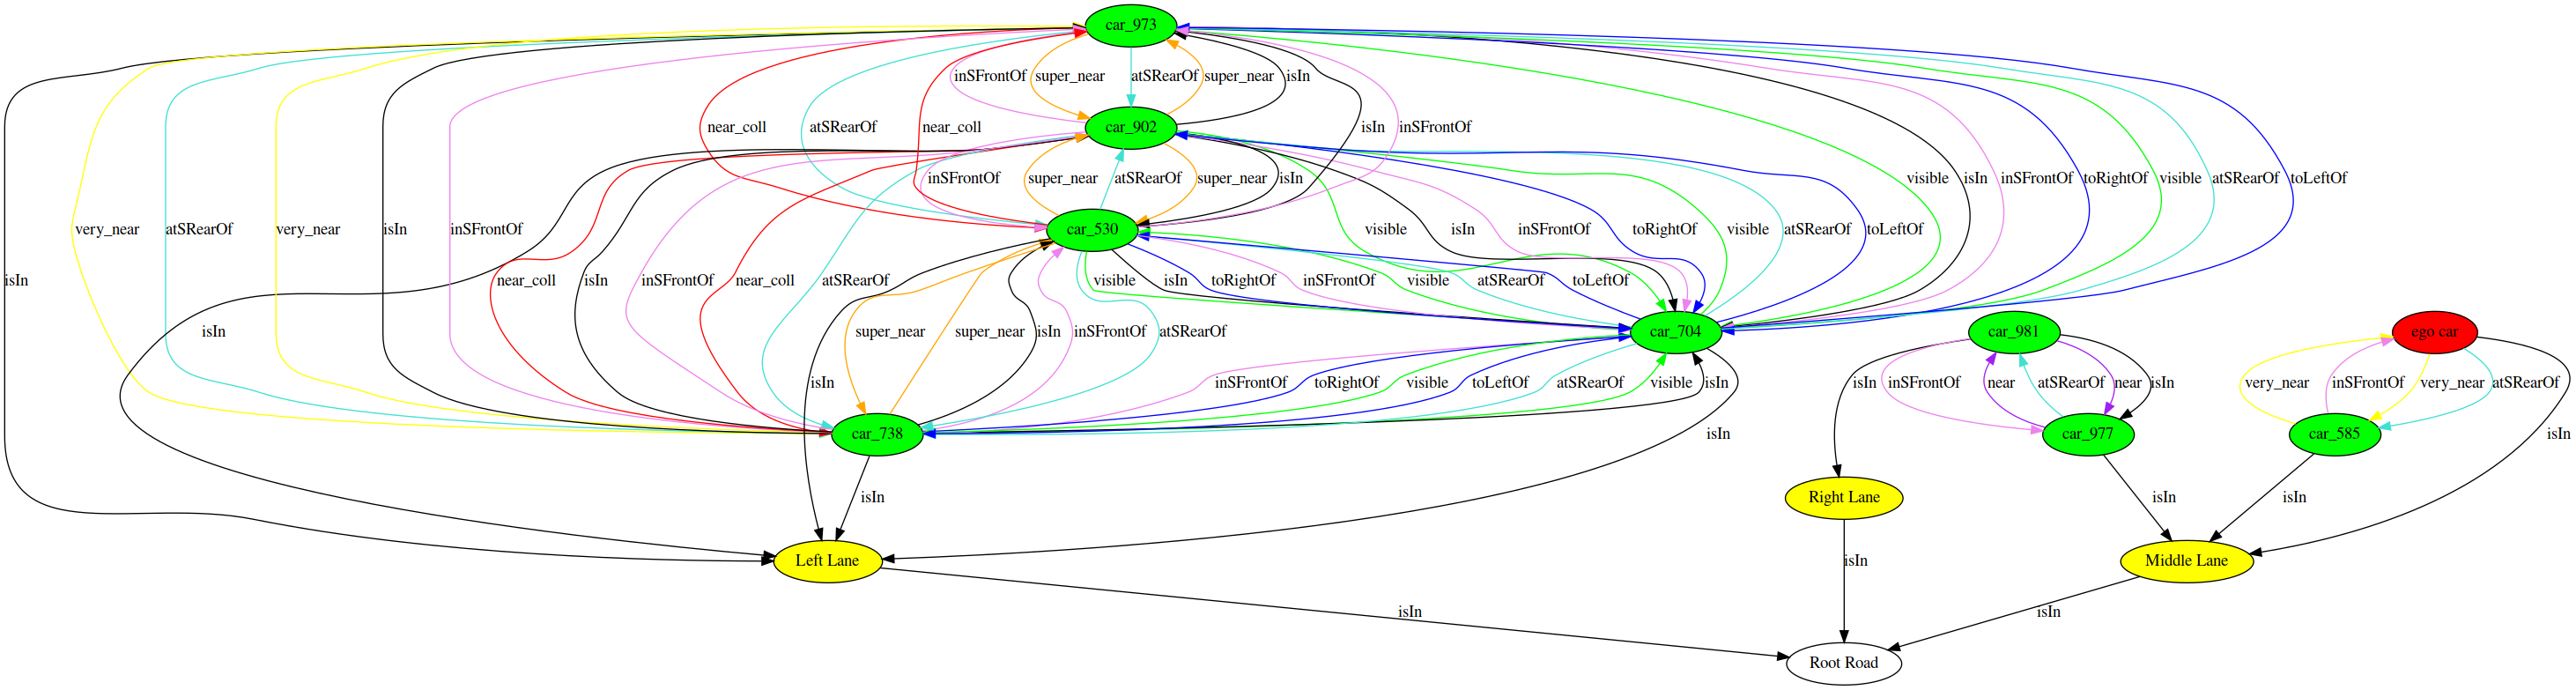 car_973
inSFrontOf super_near atSRearOf super_near isIn
car_902
near_coll atSRearOf near_coll isIn inSFrontOf
inSFrontOf super_near atSRearOf super_near isIn visible isIn inSFrontOf toRightOf visible atSRearOf toLeftOf
very_near atSRearOf very_near isIn inSFrontOf car_530 visible isIn inSFrontOf toRightOf visible atSRearOf toLeftOf
isIn near_coll isIn inSFrontOf near_coll atSRearOf visible isIn toRightOf inSFrontOf visible atSRearOf toLeftOf
isIn super_near super_near isIn inSFrontOf atSRearOf car_704 car_981 ego car
isIn inSFrontOf toRightOf visible toLeftOf atSRearOf visible isIn isIn inSFrontOf near atSRearOf near isIn very_near inSFrontOf very_near atSRearOf
car_738 isIn car_977 car_585 isIn
isIn Right Lane isIn isIn
Left Lane isIn Middle Lane
isIn isIn
Root Road